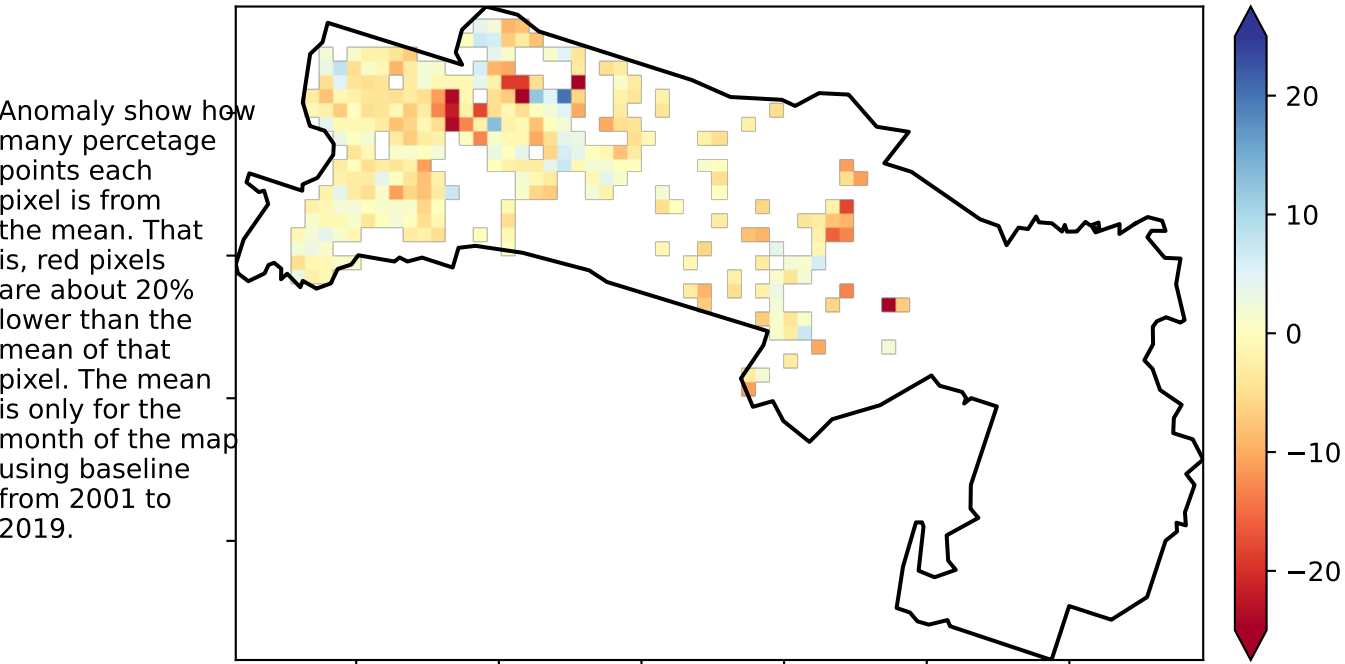 Anomaly show how
many percetage
points each
pixel is from
the mean. That
is, red pixels
are about 20%
lower than the
mean of that
pixel. The mean
is only for the
month of the map
using baseline
from 2001 to
2019.
20
10
0
−10
−20